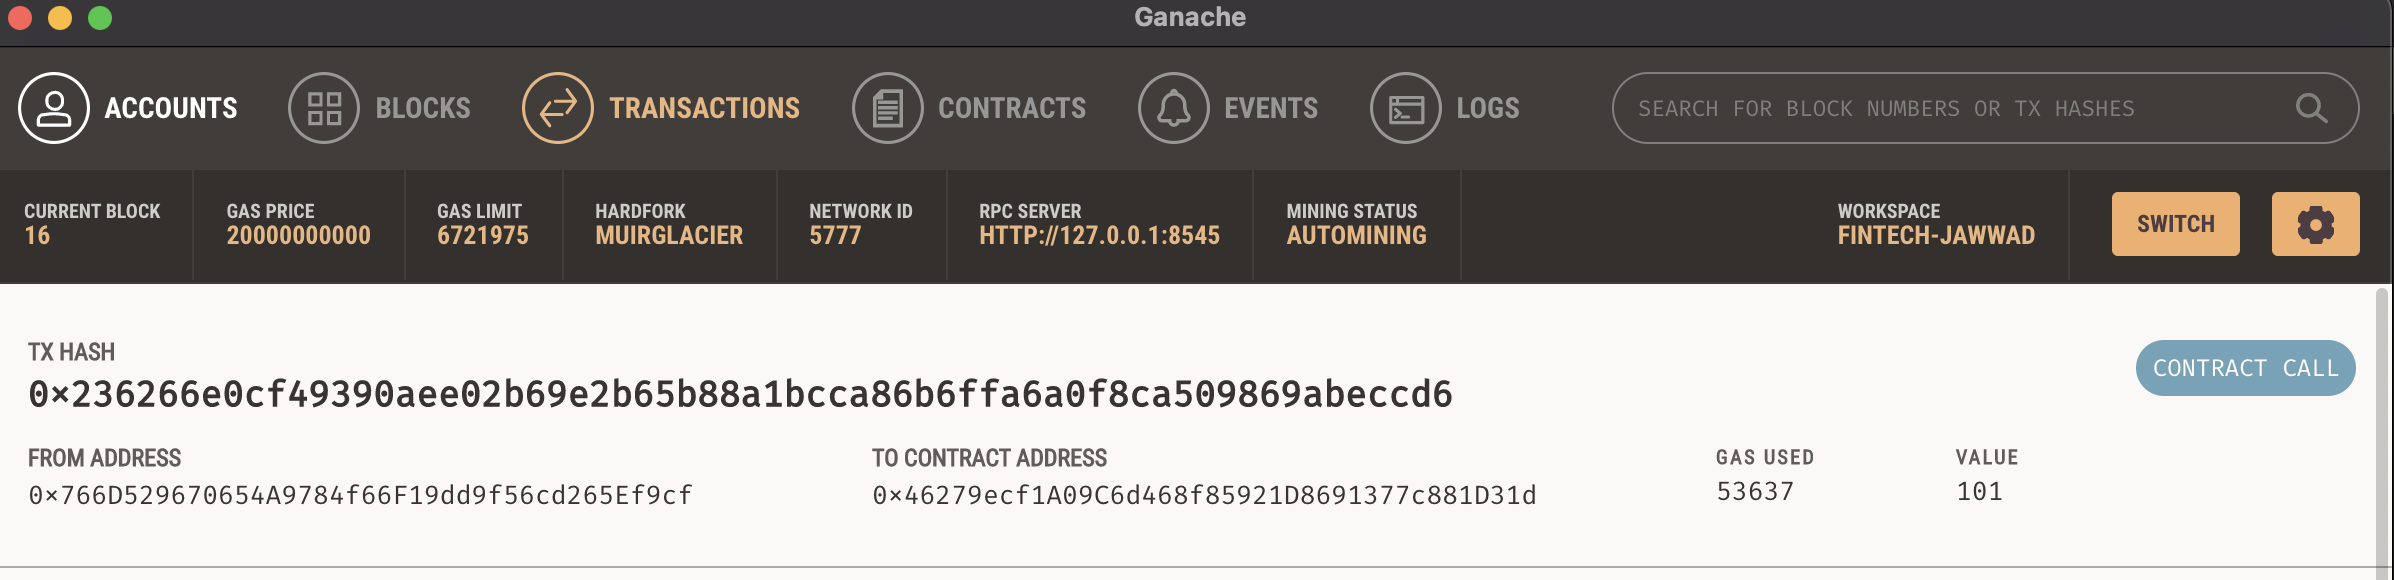 Ganache
ACCOUNTS BLOCKS TRANSACTIONS CONTRACTS EVENTS LOGS SEARCH FOR BLOCK NUMBERS OR TX HASHES
CURRENT BLOCK GAS PRICE GAS LIMIT HARDFORK NETWORK ID RPC SERVER MINING STATUS WORKSPACE
16 20000000000 6721975 MUIRGLACIER 5777 HTTP://127.0.0.1:8545 AUTOMINING FINTECH-JAWWAD SWITCH
TX HASH
0×236266e0cf49390aee02b69e2b65b88a1bcca86b6ffa6a0f8ca509869abeccd6 CONTRACT CALL
FROM ADDRESS TO CONTRACT ADDRESS GAS USED VALUE
0×766D529670654A9784f66F19dd9f56cd265Ef9cf 0×46279ecf1A09C6d468f85921D8691377c881D31d 53637 101